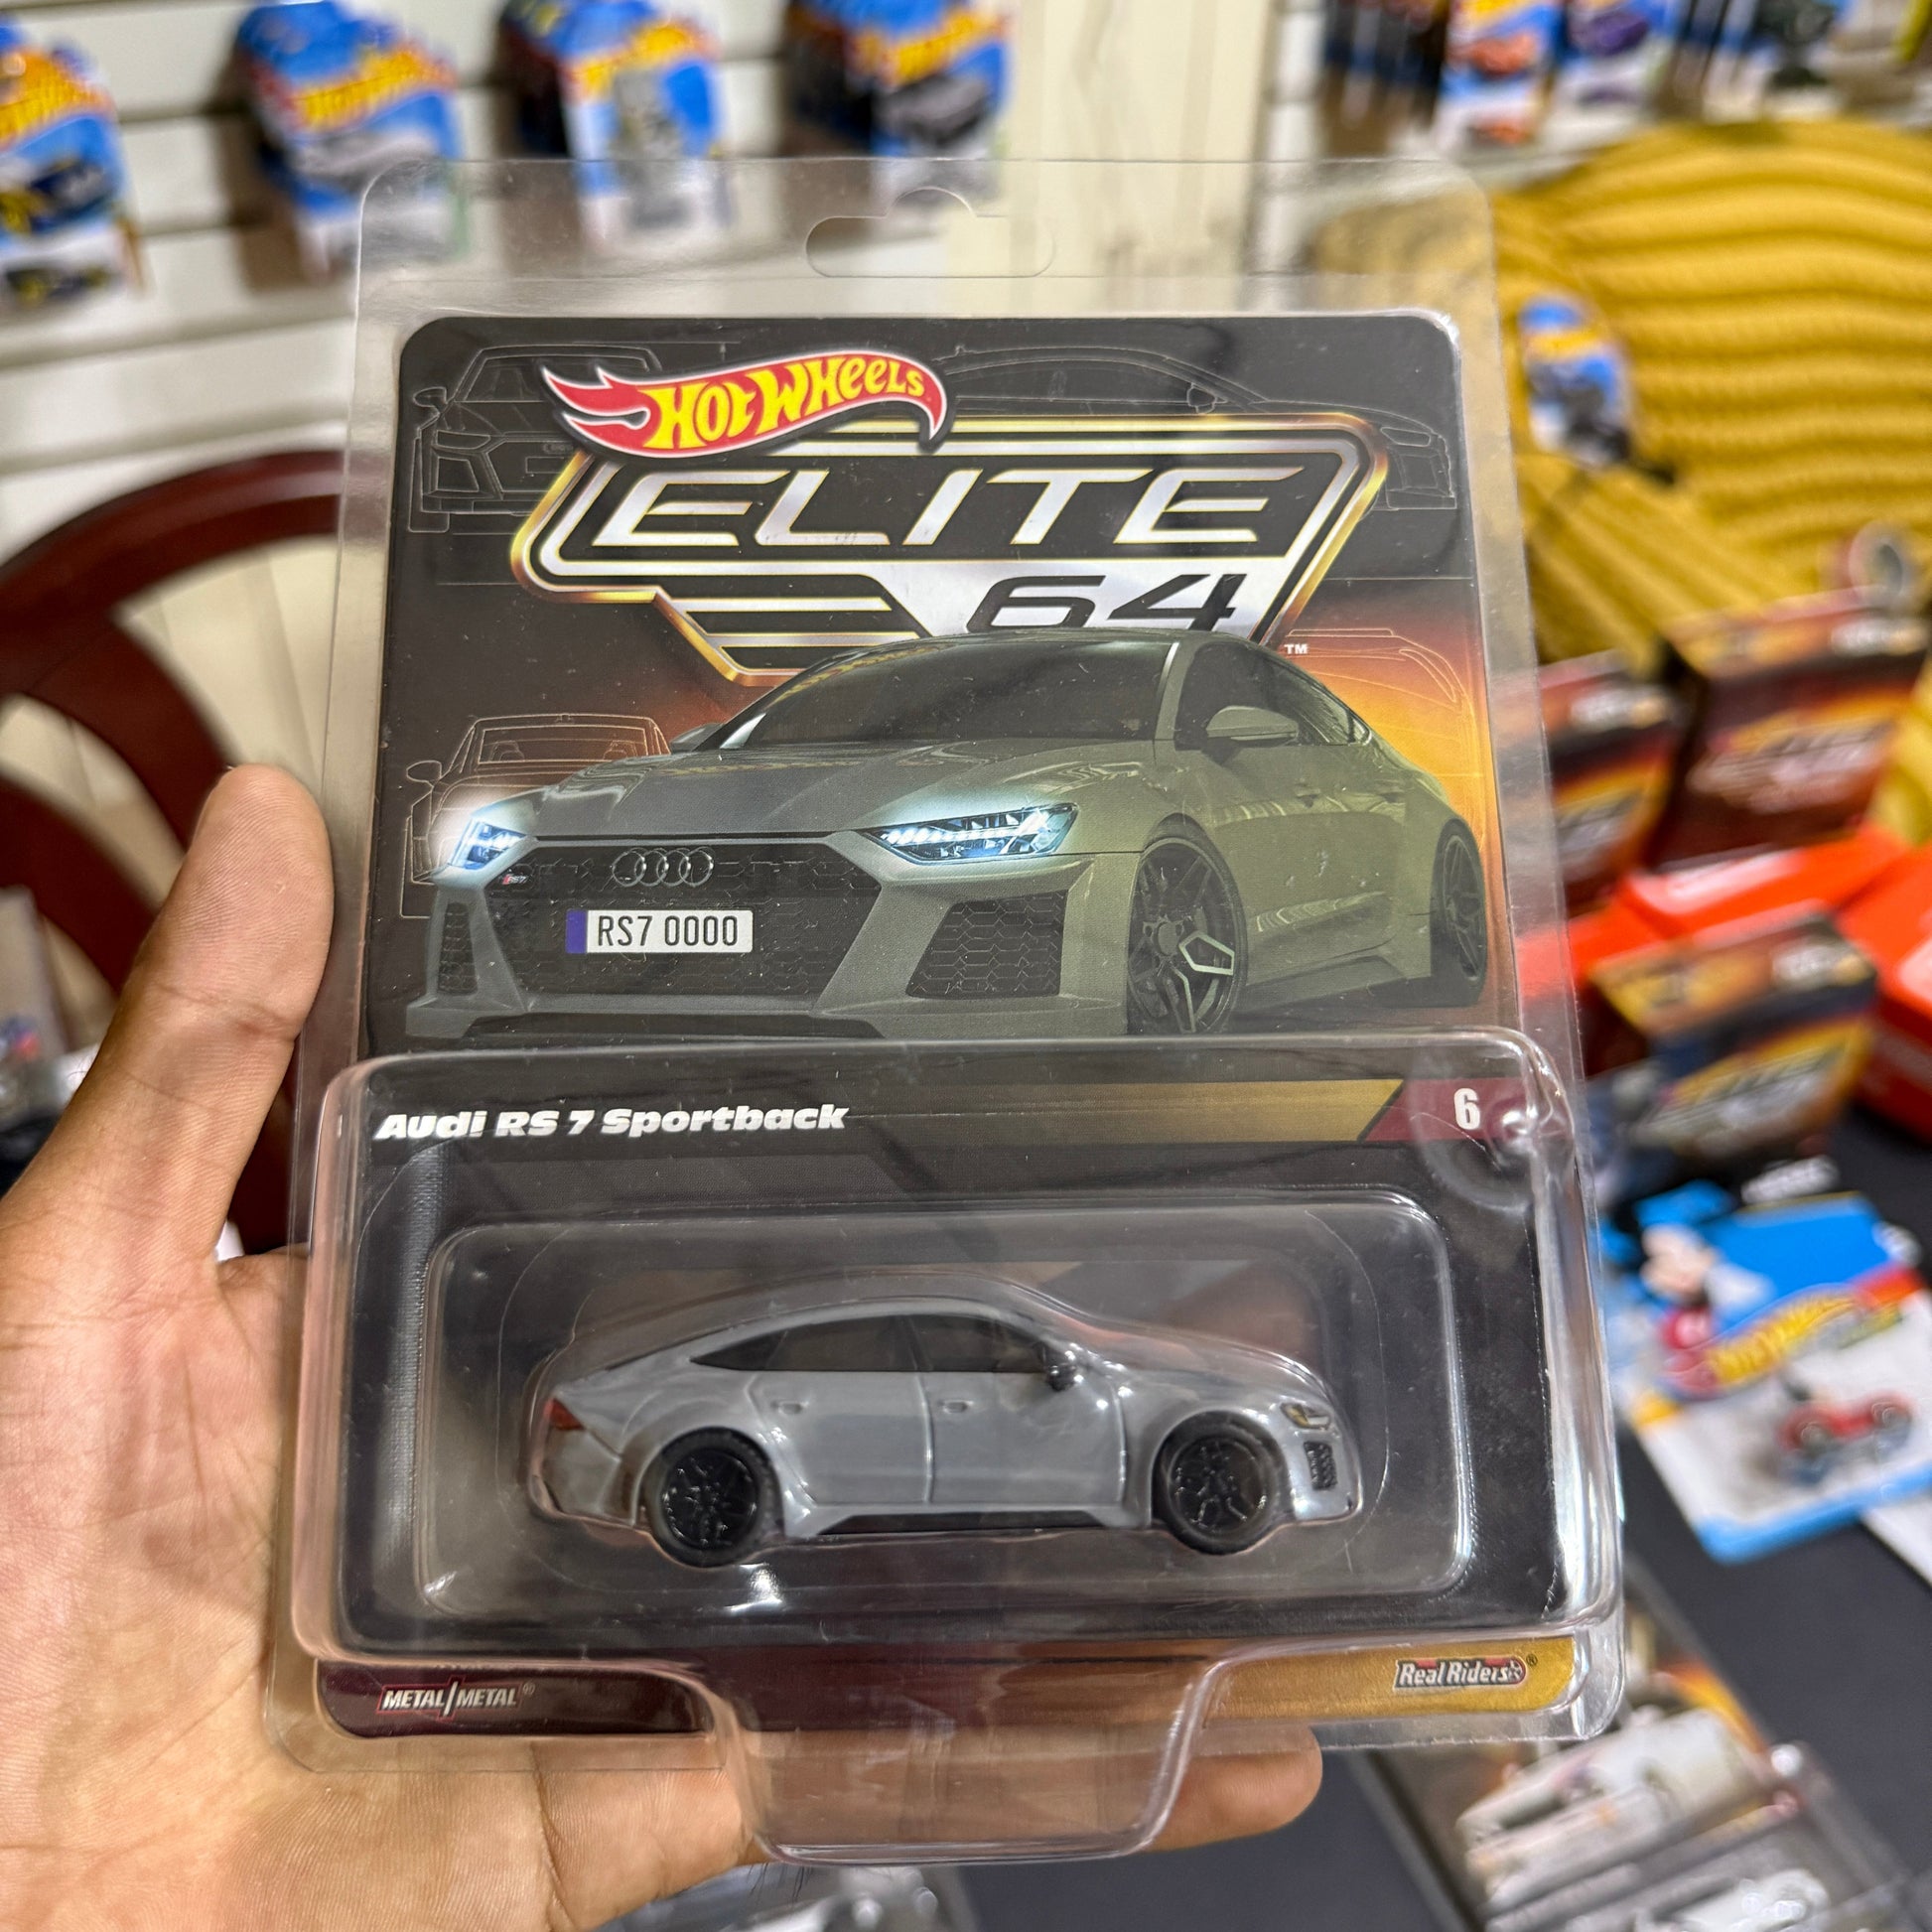 Hot Wheels
ELITE
64
TM
RS7 0000
Audi RS 7 Sportback
6
METAL/METAL®
Real Riders®